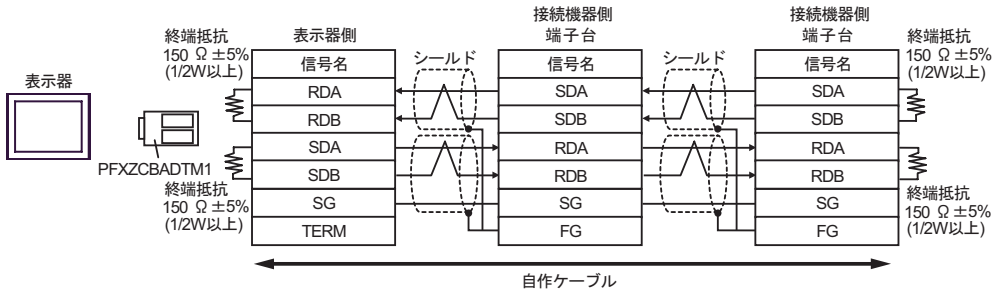 表示器
PFXZCBADTM1
終端抵抗
150 Ω ±5%
(1/2W以上)
終端抵抗
150 Ω ±5%
(1/2W以上)
表示器側
信号名
RDA
RDB
SDA
SDB
SG
TERM
シールド
接続機器側
端子台
信号名
SDA
SDB
RDA
RDB
SG
FG
シールド
接続機器側
端子台
信号名
SDA
SDB
RDA
RDB
SG
FG
終端抵抗
150 Ω ±5%
(1/2W以上)
終端抵抗
150 Ω ±5%
(1/2W以上)
自作ケーブル